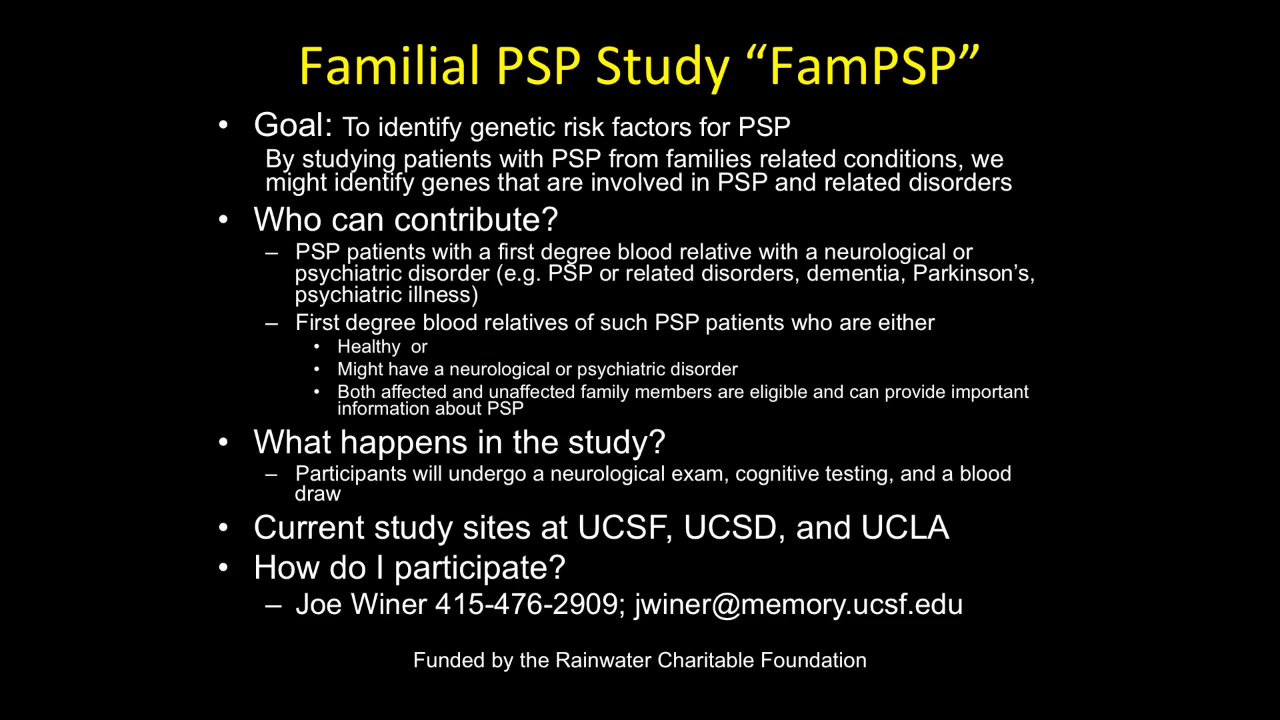 Familial PSP Study “FamPSP”
• Goal: To identify genetic risk factors for PSP
By studying patients with PSP from families related conditions, we
might identify genes that are involved in PSP and related disorders
• Who can contribute?
– PSP patients with a first degree blood relative with a neurological or
psychiatric disorder (e.g. PSP or related disorders, dementia, Parkinson’s,
psychiatric illness)
– First degree blood relatives of such PSP patients who are either
• Healthy or
• Might have a neurological or psychiatric disorder
• Both affected and unaffected family members are eligible and can provide important
information about PSP
• What happens in the study?
– Participants will undergo a neurological exam, cognitive testing, and a blood
draw
• Current study sites at UCSF, UCSD, and UCLA
• How do I participate?
– Joe Winer 415-476-2909; jwiner@memory.ucsf.edu
Funded by the Rainwater Charitable Foundation